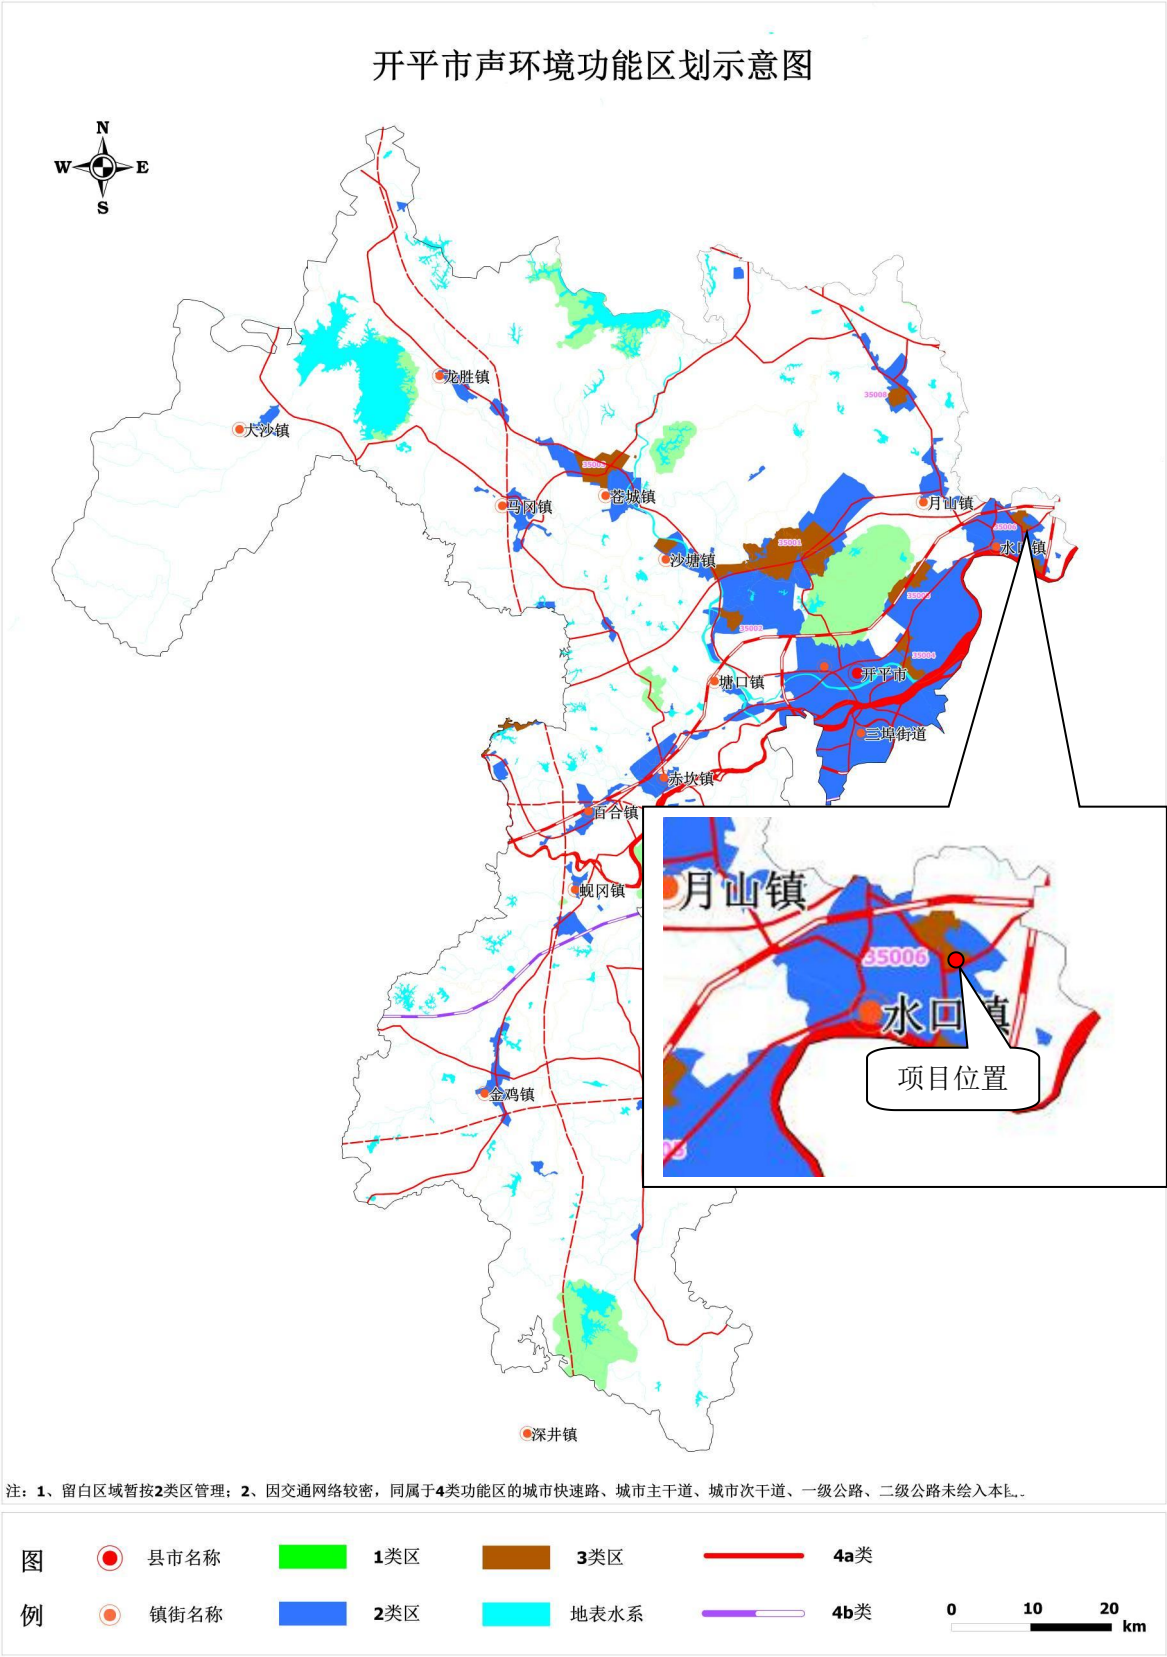 开平市声环境功能区划示意图
N
W E
S
龙胜镇
大沙镇
35008
苍城镇
马冈镇
月山镇
35006
水口镇
35001
沙塘镇
35002
35004
塘口镇
开平市
三埠街道
赤坎镇
百合镇
蚬冈镇
月山镇
35006
水口镇
项目位置
05
金鸡镇
深井镇
注：1、留白区域暂按2类区管理；2、因交通网络较密，同属于4类功能区的城市快速路、城市主干道、城市次干道、一级公路、二级公路未绘入本
图例
县市名称
1类区
3类区
4a类
镇街名称
2类区
地表水系
4b类
0 10 20
km